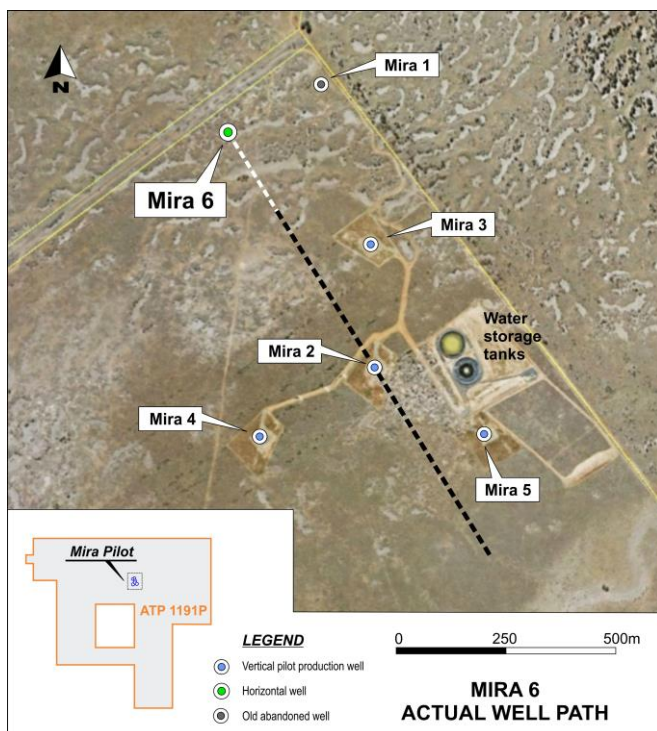 Mira 1
N
Mira 6
Mira 3
Water
storage
tanks
Mira 2
Mira 4
Mira 5
Mira Pilot
ATP 1191P
LEGEND
Vertical pilot production well
Horizontal well
Old abandoned well
0 250 500m
MIRA 6
ACTUAL WELL PATH